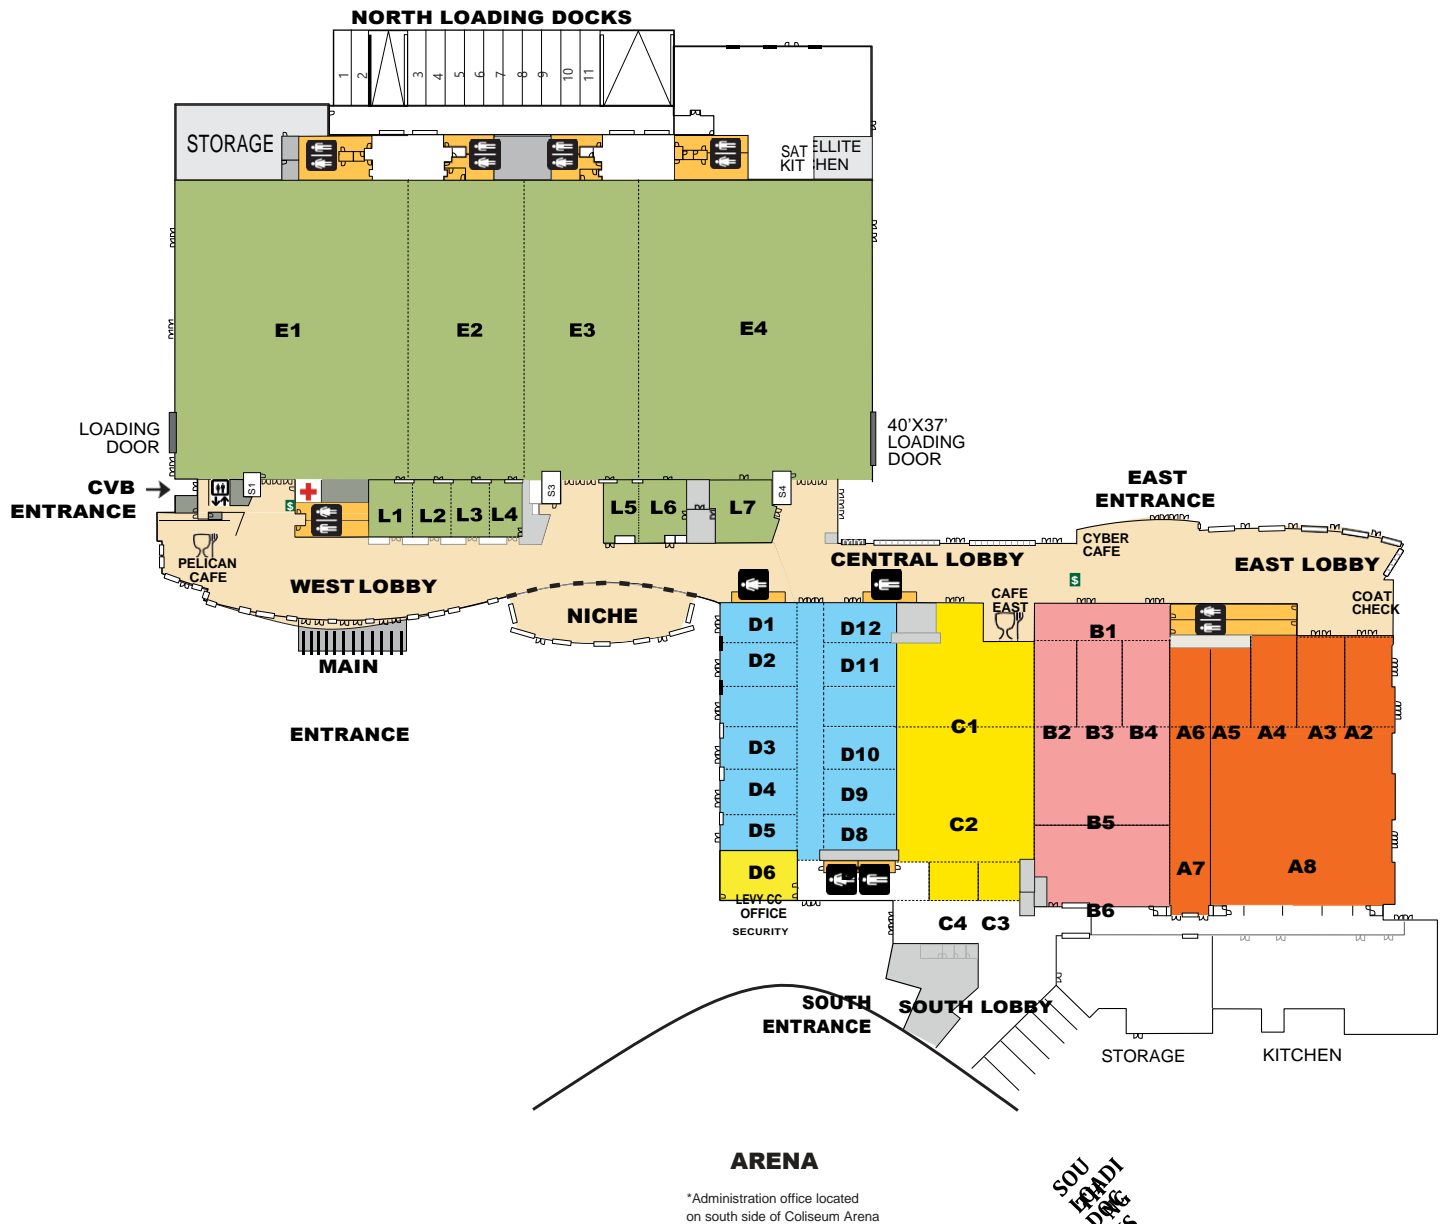 NORTH LOADING DOCKS
1 2 3 4 5 6 7 8 9 10 11
STORAGE
SATELLITE
KITCHEN
E1 E2 E3 E4
LOADING
DOOR
40'X37'
LOADING
DOOR
CVB
ENTRANCE
S1 S3 S4
$
L1 L2 L3 L4 L5 L6 L7
EAST
ENTRANCE
PELICAN
CAFE
WEST LOBBY
CENTRAL LOBBY
CYBER
CAFE
EAST LOBBY
$
COAT
CHECK
NICHE
CAFE
EAST
MAIN
ENTRANCE
D1 D12
D2 D11
D3 D10
D4 D9
D5 D8
D6
C1
C2
C4 C3
B1
B2 B3 B4
B5
B6
A6 A5 A4 A3 A2
A7 A8
LEVY CC
OFFICE
SECURITY
SOUTH
ENTRANCE
SOUTH LOBBY
STORAGE
KITCHEN
ARENA
*Administration office located
on south side of Coliseum Arena